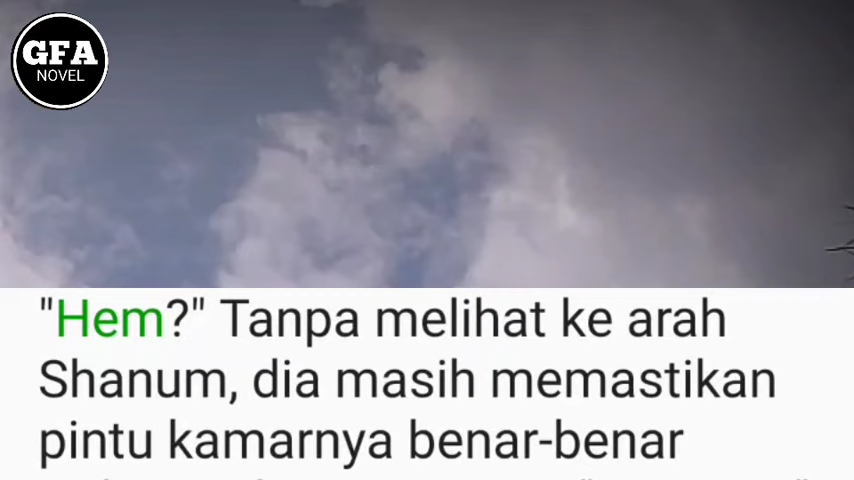 GFA
NOVEL
"Hem?" Tanpa melihat ke arah
Shanum, dia masih memastikan
pintu kamarnya benar-benar